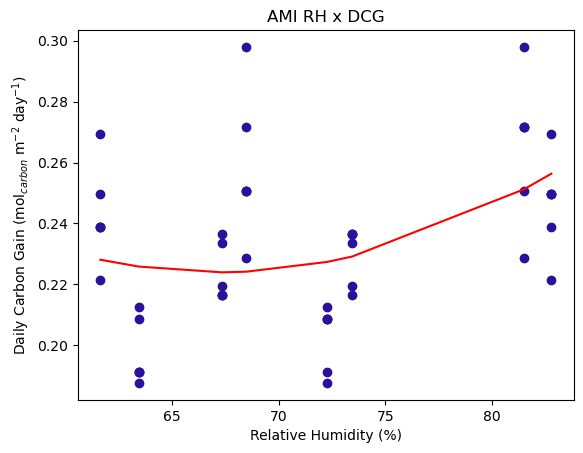 AMI RH x DCG
Daily Carbon Gain (mol$_{carbon}$ m$^{-2}$ day$^{-1}$)
0.30
0.28
0.26
0.24
0.22
0.20
65 70 75 80
Relative Humidity (%)